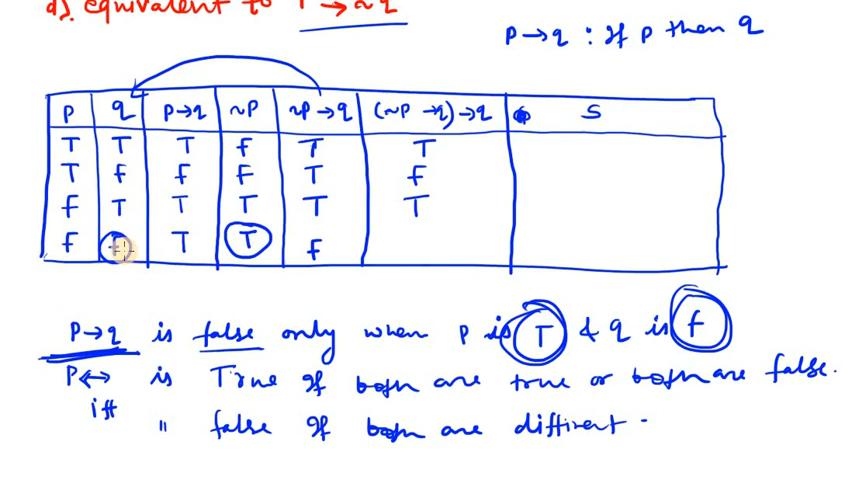 d). equivalent to P → ~q
P → q : If p then q
p q p→q ~P ~P → q (~P → q) → q S
T T T f T T
T f f F T f
f T T T T T
f f T T f
P→q is false only when p is T & q is f
P↔ is True If both are true or both are false.
iff " false If both are diffirent -